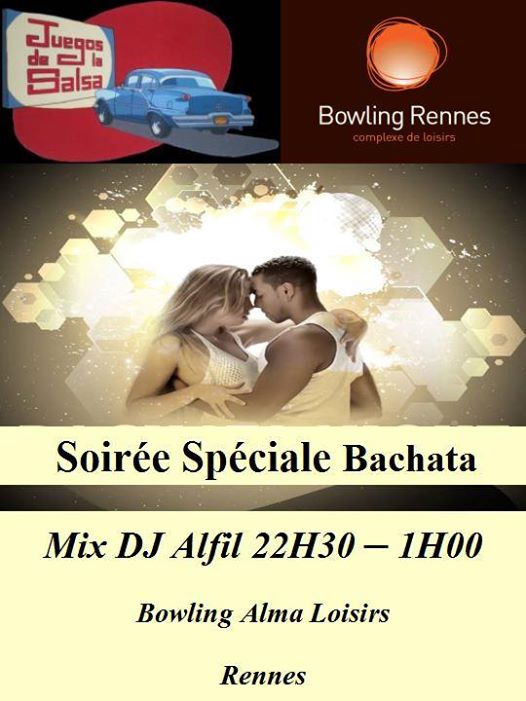 Juegos
de la
Salsa
Bowling Rennes
complexe de loisirs
Soirée Spéciale Bachata
Mix DJ Alfil 22H30 – 1H00
Bowling Alma Loisirs
Rennes